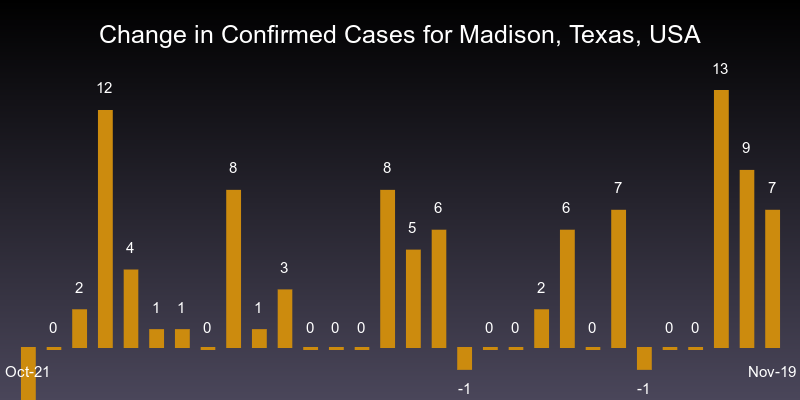 Change in Confirmed Cases for Madison, Texas, USA
0 2 12 4 1 1 0 8 1 3 0 0 0 8 5 6 -1 0 0 2 6 0 7 -1 0 0 13 9 7
Oct-21 Nov-19